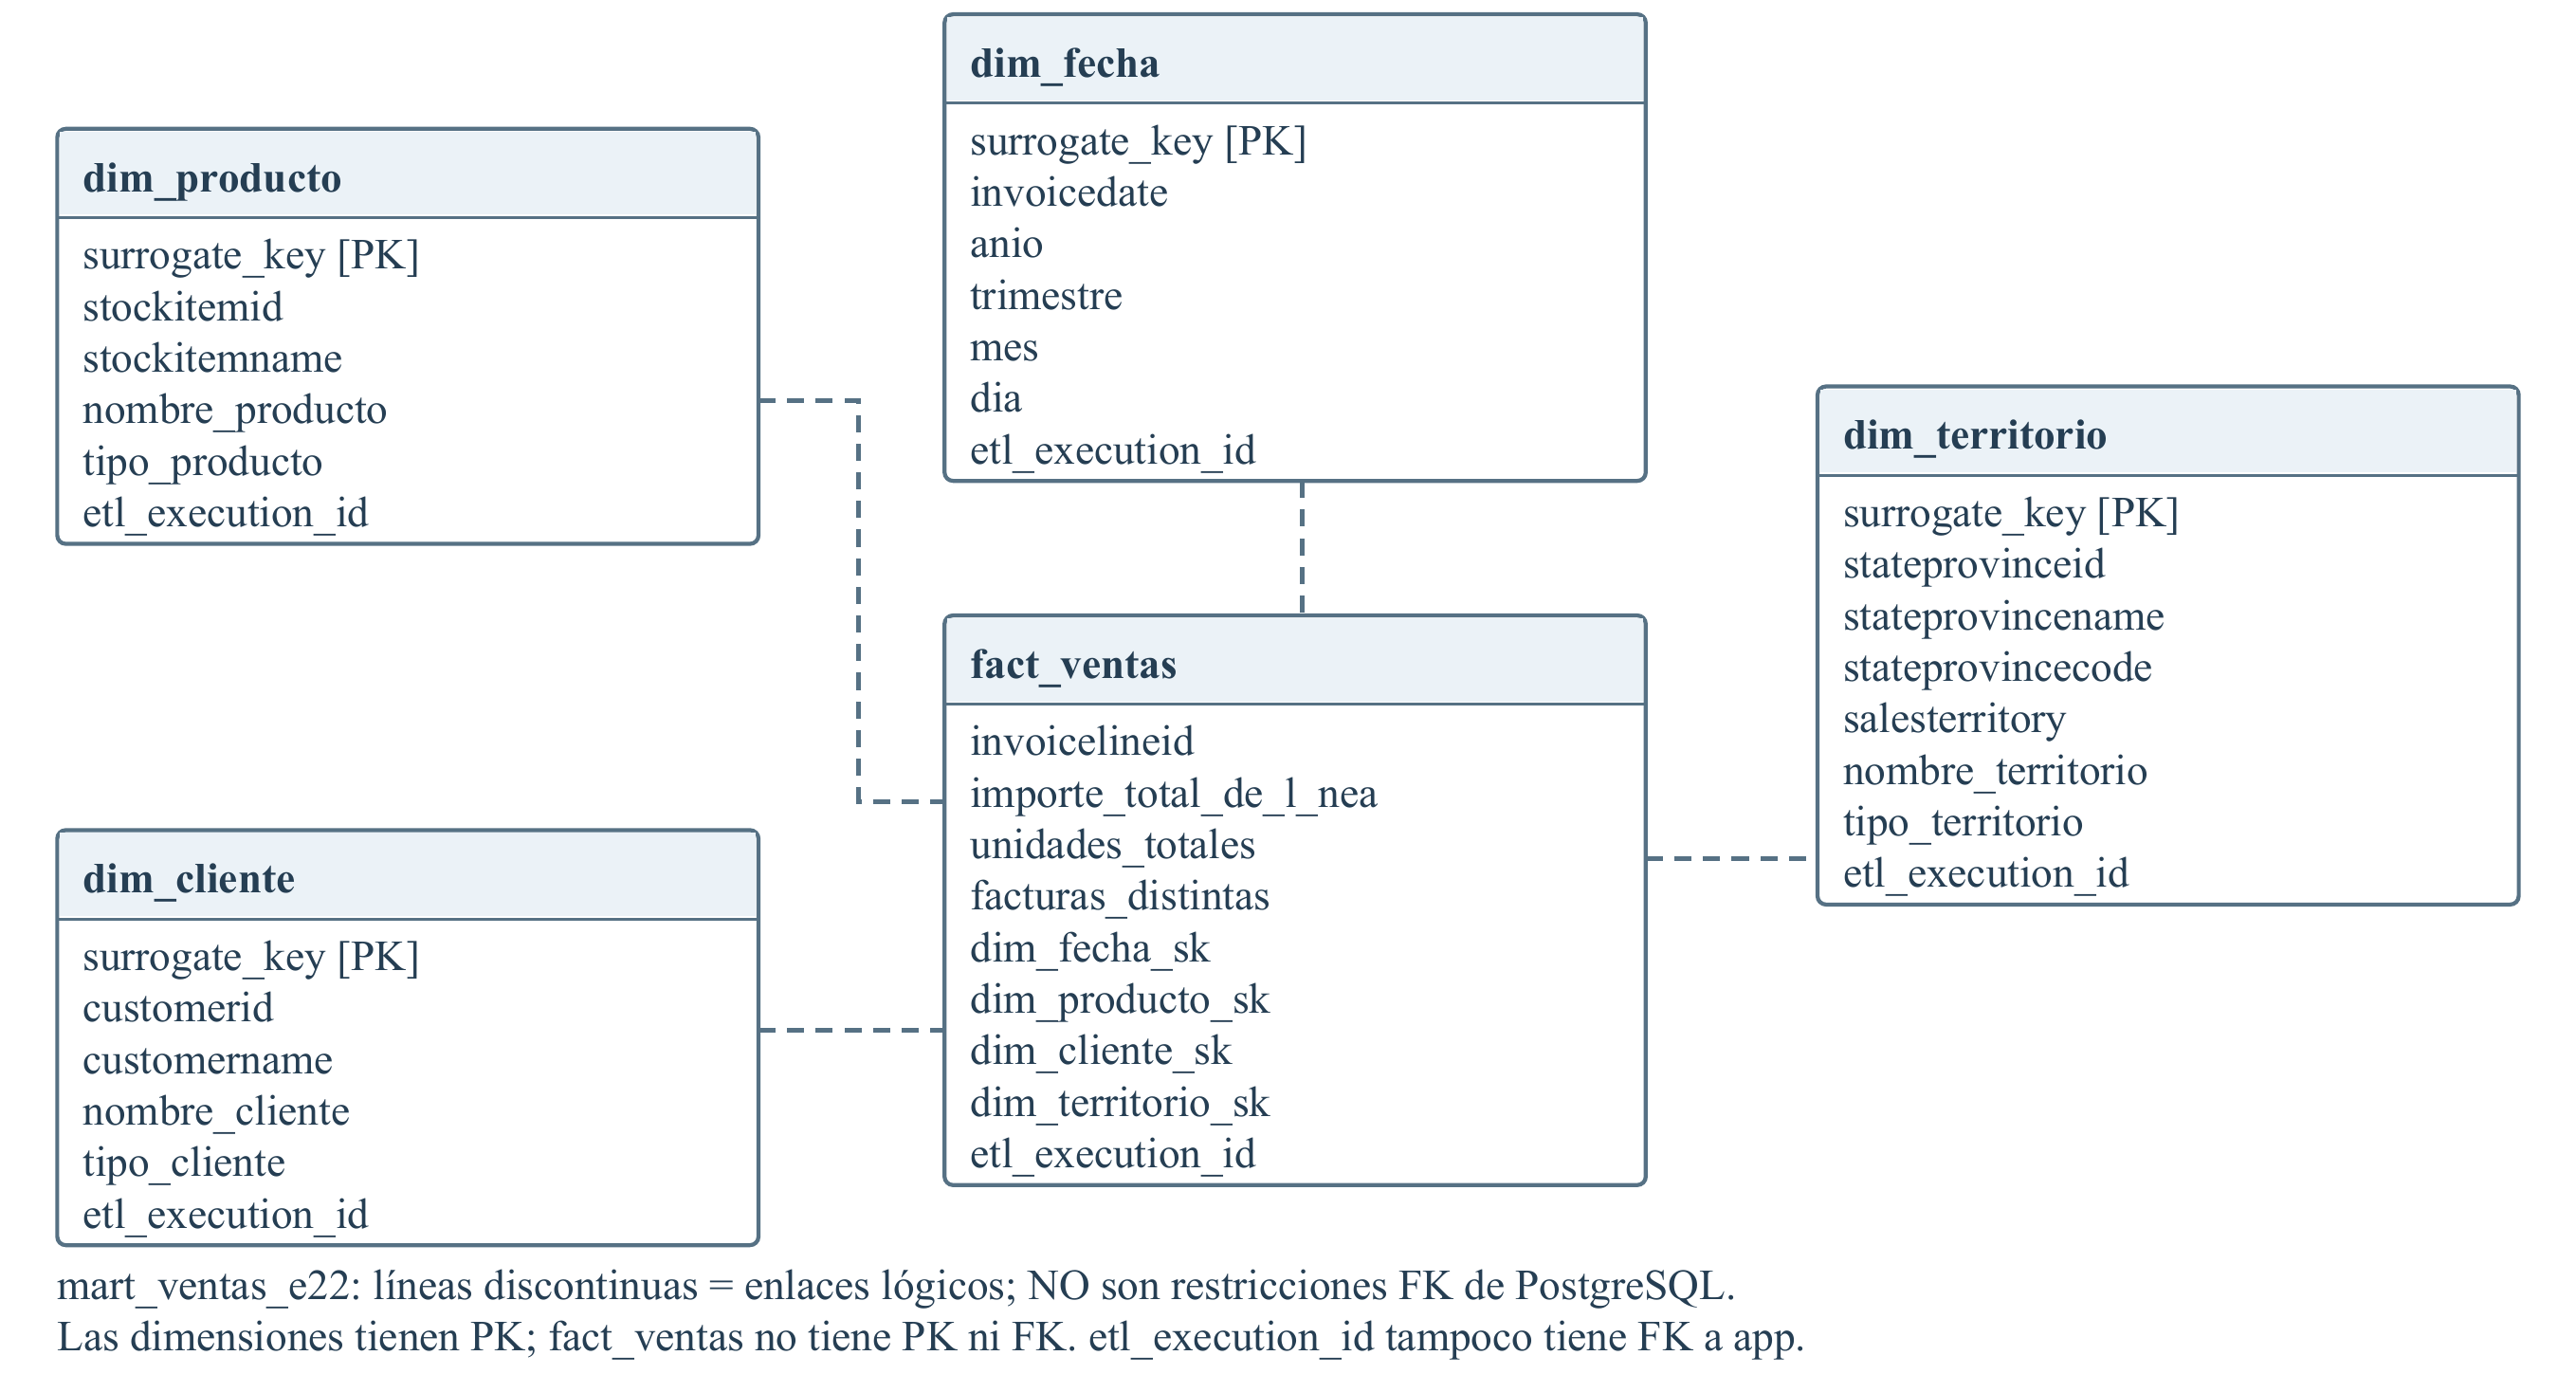 dim_fecha
surrogate_key [PK]
invoicedate
anio
trimestre
mes
dia
etl_execution_id
dim_producto
surrogate_key [PK]
stockitemid
stockitemname
nombre_producto
tipo_producto
etl_execution_id
dim_territorio
surrogate_key [PK]
stateprovinceid
stateprovincename
stateprovincecode
salesterritory
nombre_territorio
tipo_territorio
etl_execution_id
fact_ventas
invoicelineid
importe_total_de_l_nea
unidades_totales
facturas_distintas
dim_fecha_sk
dim_producto_sk
dim_cliente_sk
dim_territorio_sk
etl_execution_id
dim_cliente
surrogate_key [PK]
customerid
customername
nombre_cliente
tipo_cliente
etl_execution_id
mart_ventas_e22: líneas discontinuas = enlaces lógicos; NO son restricciones FK de PostgreSQL.
Las dimensiones tienen PK; fact_ventas no tiene PK ni FK. etl_execution_id tampoco tiene FK a app.